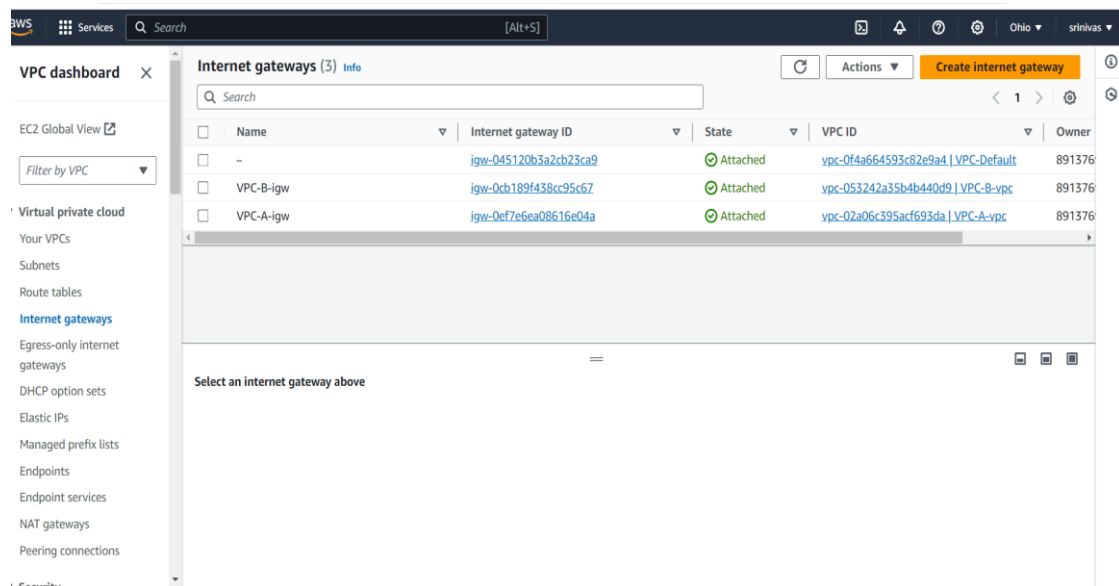 aws Services Search [Alt+S] Ohio srinivas
VPC dashboard
EC2 Global View
Filter by VPC
Virtual private cloud
Your VPCs
Subnets
Route tables
Internet gateways
Egress-only internet
gateways
DHCP option sets
Elastic IPs
Managed prefix lists
Endpoints
Endpoint services
NAT gateways
Peering connections
Internet gateways (3) Info Actions Create internet gateway
Search 1
Name Internet gateway ID State VPC ID Owner
– igw-045120b3a2cb23ca9 Attached vpc-0f4a664593c82e9a4 | VPC-Default 891376
VPC-B-igw igw-0cb189f438cc95c67 Attached vpc-053242a35b4b440d9 | VPC-B-vpc 891376
VPC-A-igw igw-0ef7e6ea08616e04a Attached vpc-02a06c395acf693da | VPC-A-vpc 891376
Select an internet gateway above